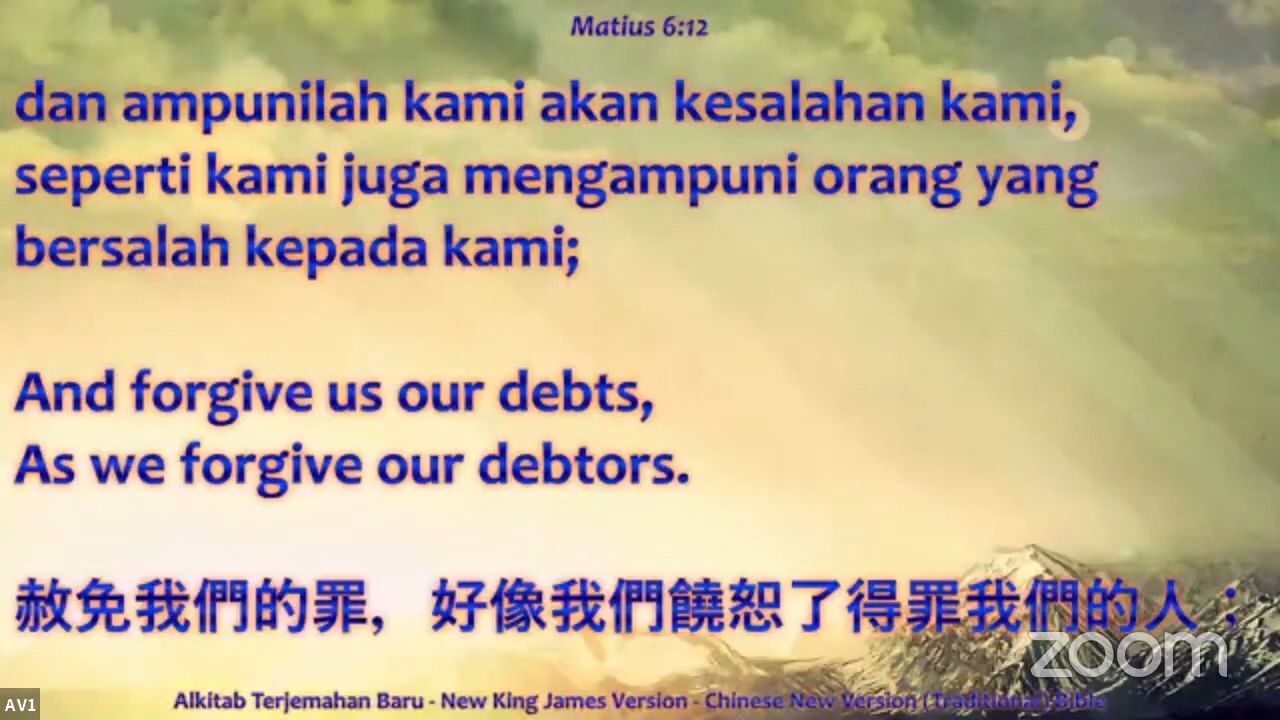 Matius 6:12
dan ampunilah kami akan kesalahan kami,
seperti kami juga mengampuni orang yang
bersalah kepada kami;
And forgive us our debts,
As we forgive our debtors.
赦免我們的罪， 好像我們饒恕了得罪我們的人；
zoom
Alkitab Terjemahan Baru - New King James Version - Chinese New Version (Traditional) Bible
AV1